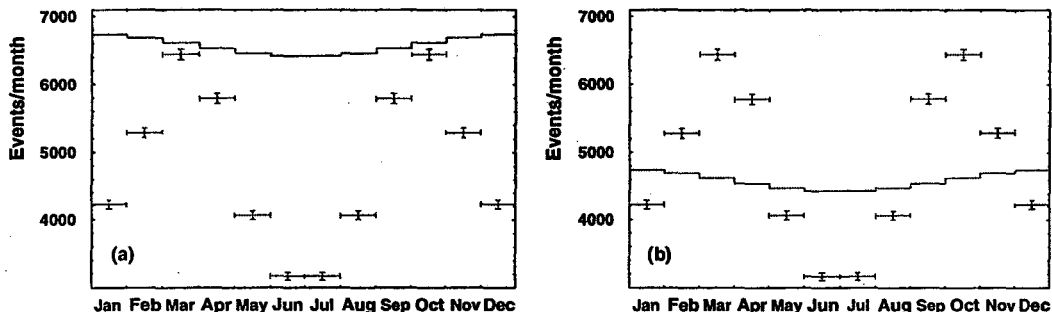 7000
6000
5000
4000
Events/month
(a)
Jan Feb Mar Apr May Jun Jul Aug Sep Oct Nov Dec
7000
6000
5000
4000
Events/month
(b)
Jan Feb Mar Apr May Jun Jul Aug Sep Oct Nov Dec